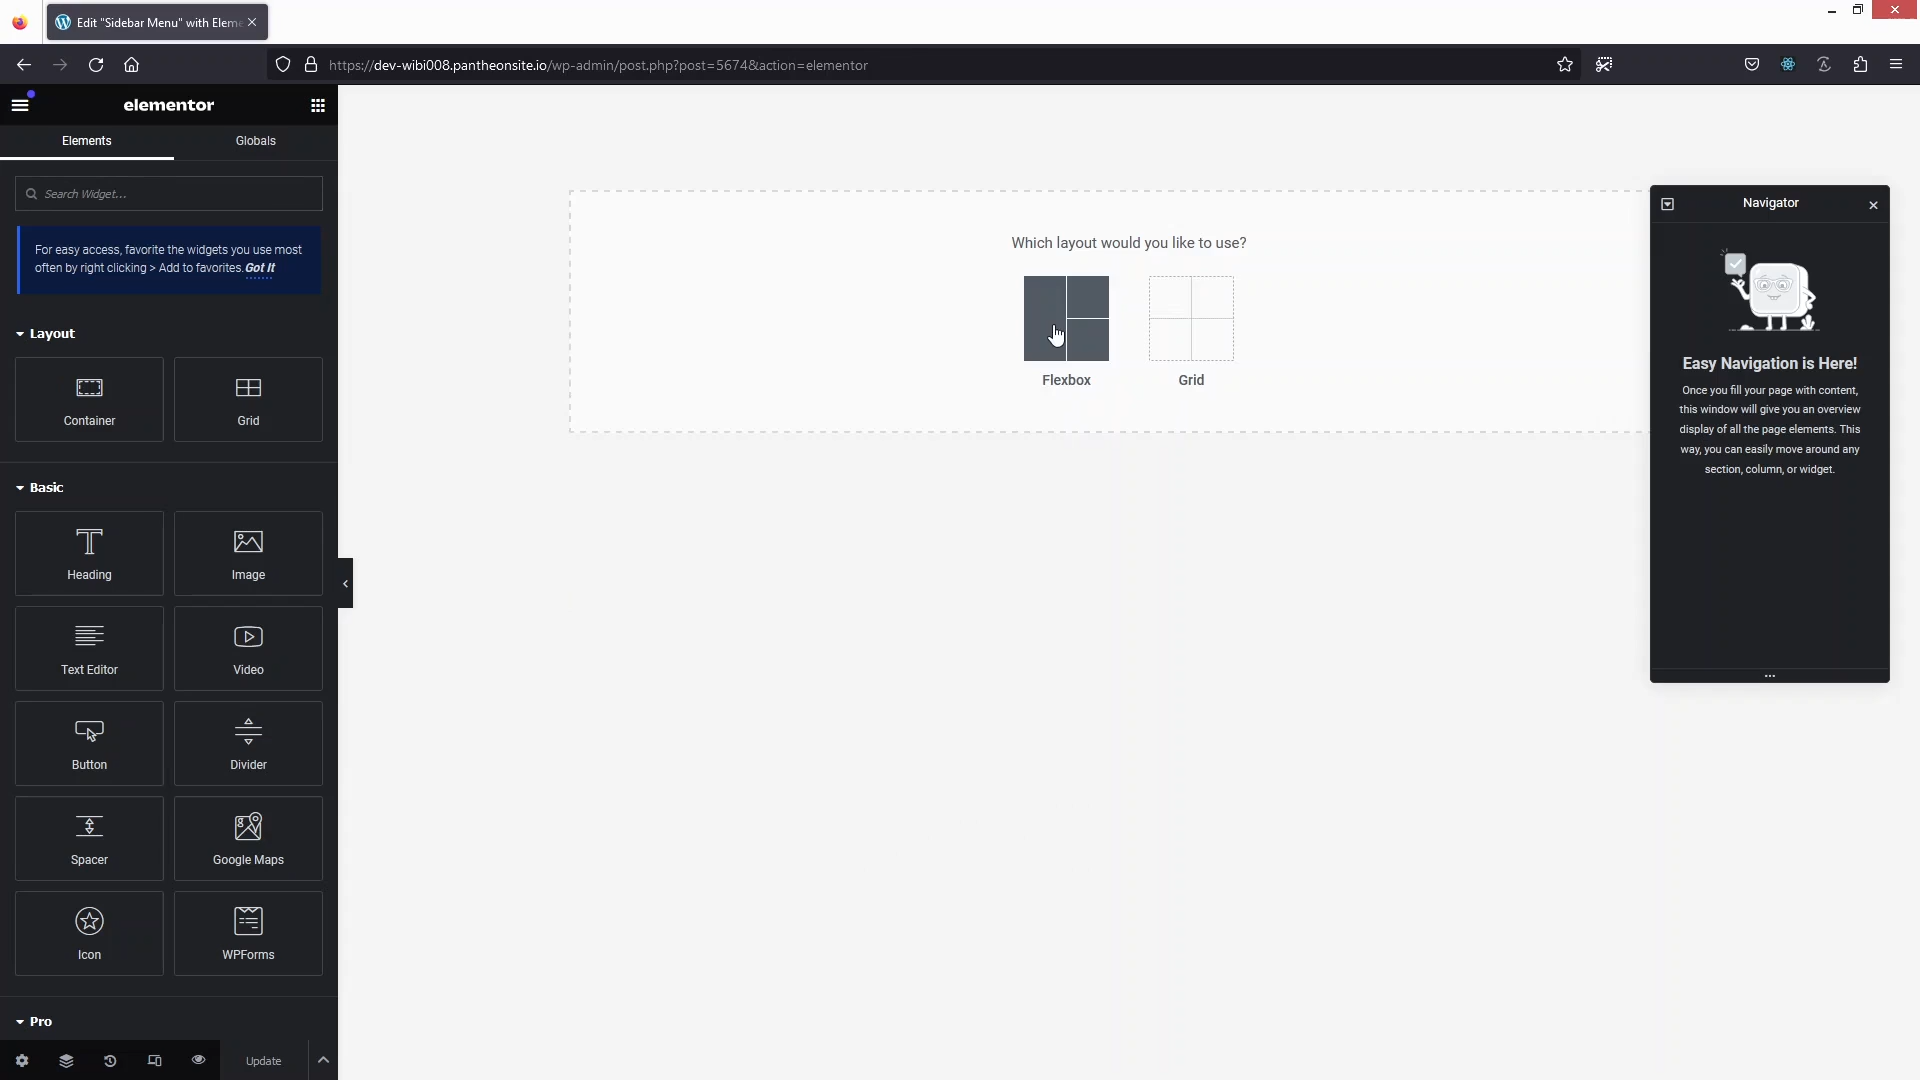 Edit "Sidebar Menu" with Eleme
https://dev-wibi008.pantheonsite.io/wp-admin/post.php?post=5674&action=elementor
elementor
Elements
Globals
Search Widget...
For easy access, favorite the widgets you use most
often by right clicking > Add to favorites. Got It
Layout
Container
Grid
Basic
Heading
Image
Text Editor
Video
Button
Divider
Spacer
Google Maps
Icon
WPForms
Pro
Update
Which layout would you like to use?
Flexbox
Grid
Navigator
Easy Navigation is Here!
Once you fill your page with content,
this window will give you an overview
display of all the page elements. This
way, you can easily move around any
section, column, or widget.